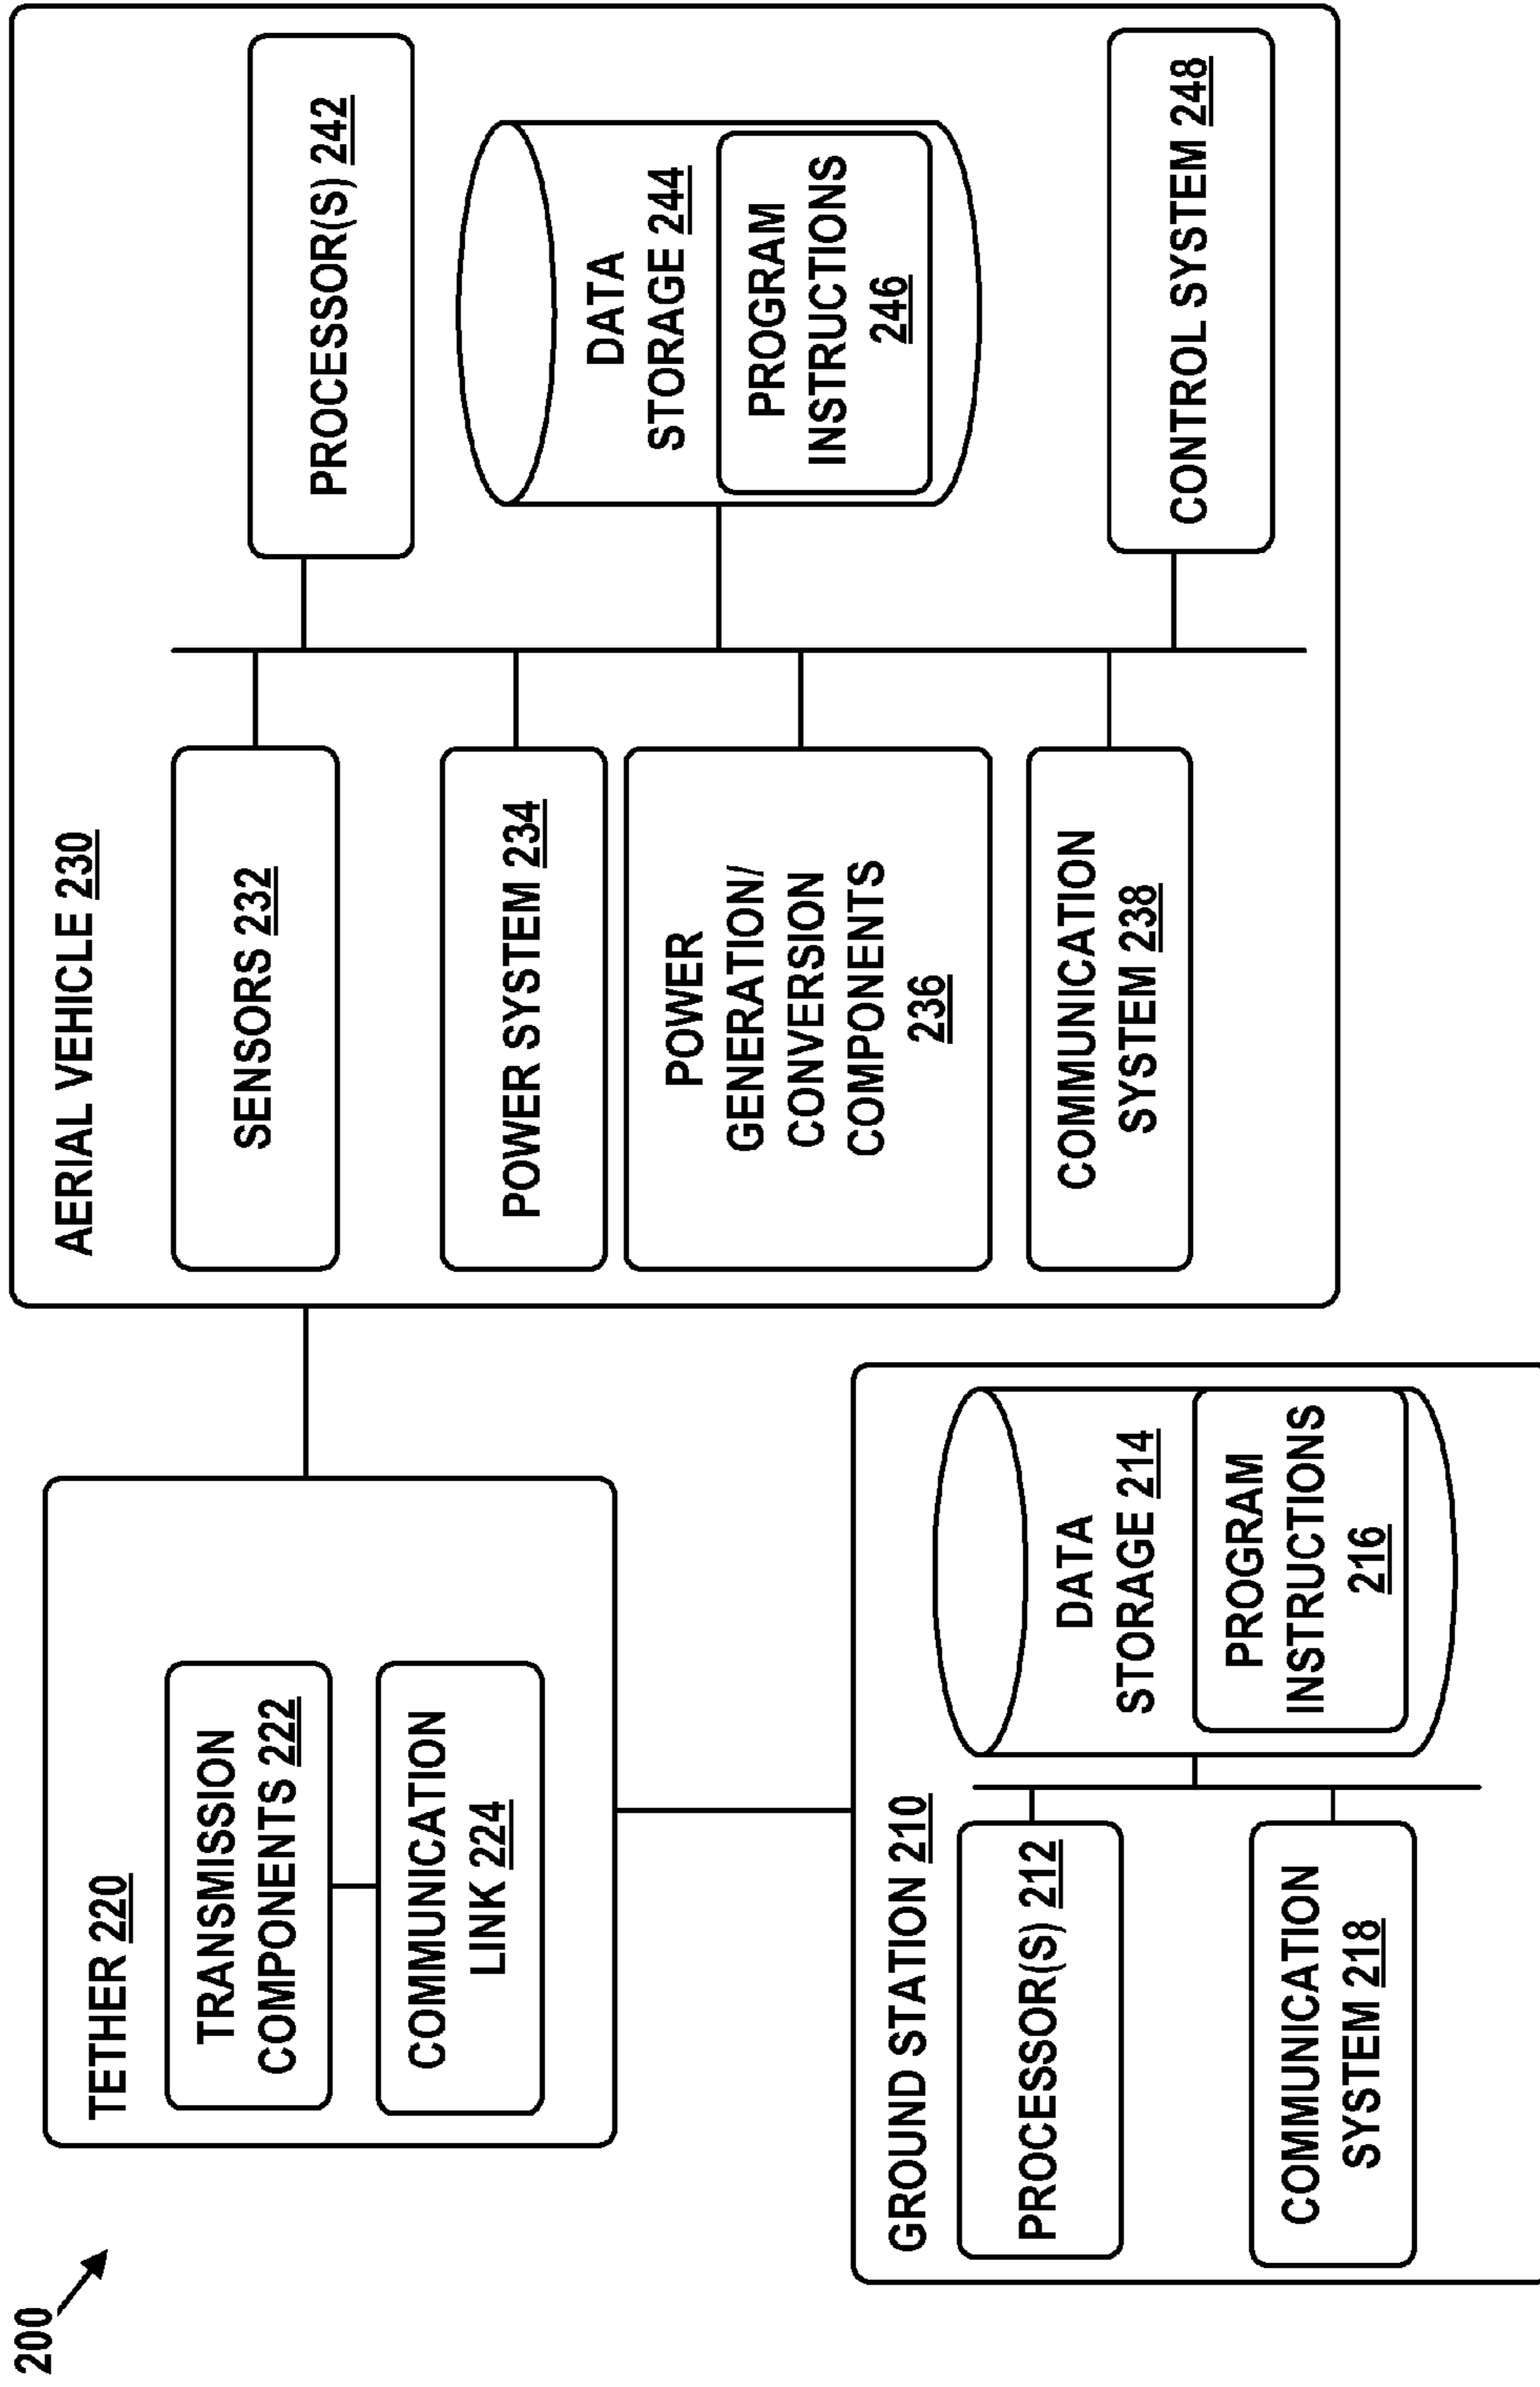 200
TETHER 220
TRANSMISSION
COMPONENTS 222
COMMUNICATION
LINK 224
GROUND STATION 210
PROCESSOR(S) 212
COMMUNICATION
SYSTEM 218
DATA
STORAGE 214
PROGRAM
INSTRUCTIONS
216
AERIAL VEHICLE 230
SENSORS 232
POWER SYSTEM 234
POWER
GENERATION/
CONVERSION
COMPONENTS
236
COMMUNICATION
SYSTEM 238
PROCESSOR(S) 242
DATA
STORAGE 244
PROGRAM
INSTRUCTIONS
246
CONTROL SYSTEM 248